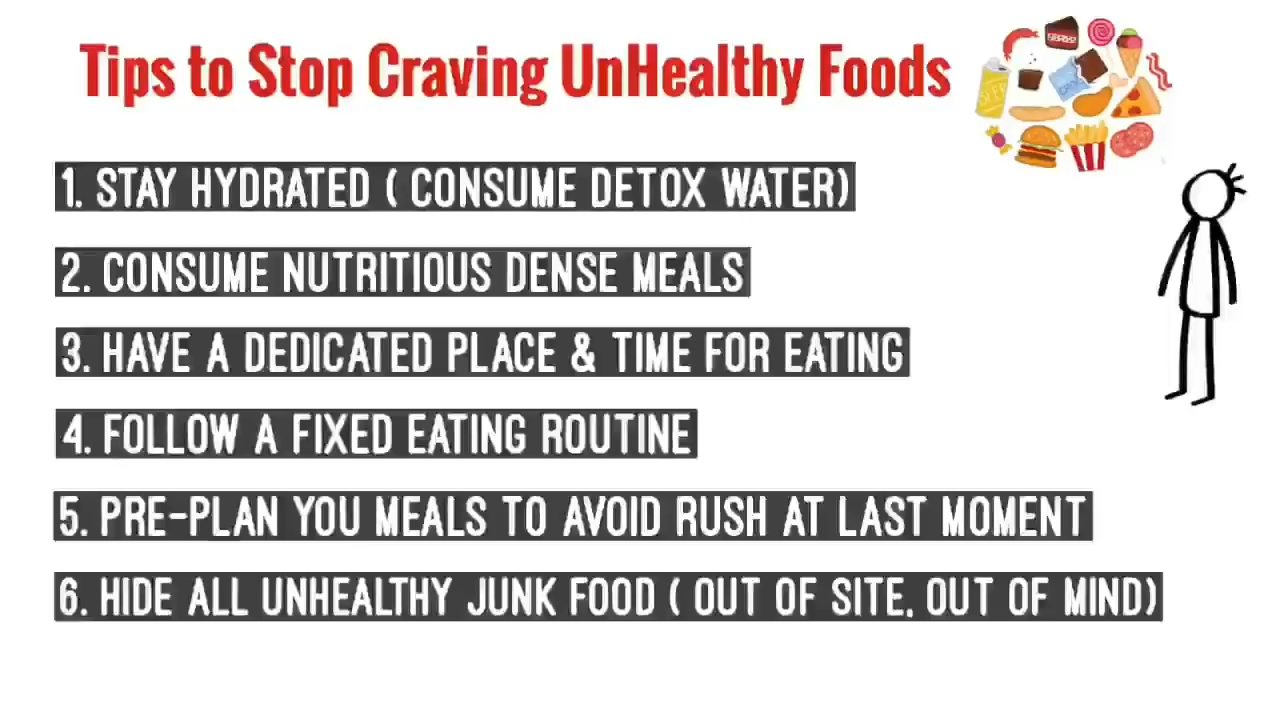 Tips to Stop Craving UnHealthy Foods
1. STAY HYDRATED ( CONSUME DETOX WATER)
2. CONSUME NUTRITIOUS DENSE MEALS
3. HAVE A DEDICATED PLACE & TIME FOR EATING
4. FOLLOW A FIXED EATING ROUTINE
5. PRE-PLAN YOU MEALS TO AVOID RUSH AT LAST MOMENT
6. HIDE ALL UNHEALTHY JUNK FOOD ( OUT OF SITE, OUT OF MIND)